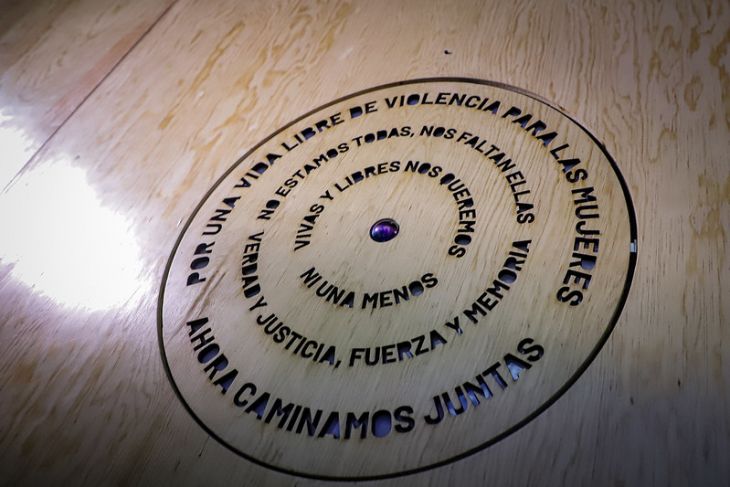 POR UNA VIDA LIBRE DE VIOLENCIA PARA LAS MUJERES
AHORA CAMINAMOS JUNTAS
NO ESTAMOS TODAS, NOS FALTAN ELLAS
VERDAD Y JUSTICIA, FUERZA Y MEMORIA
VIVAS Y LIBRES NOS QUEREMOS
NI UNA MENOS